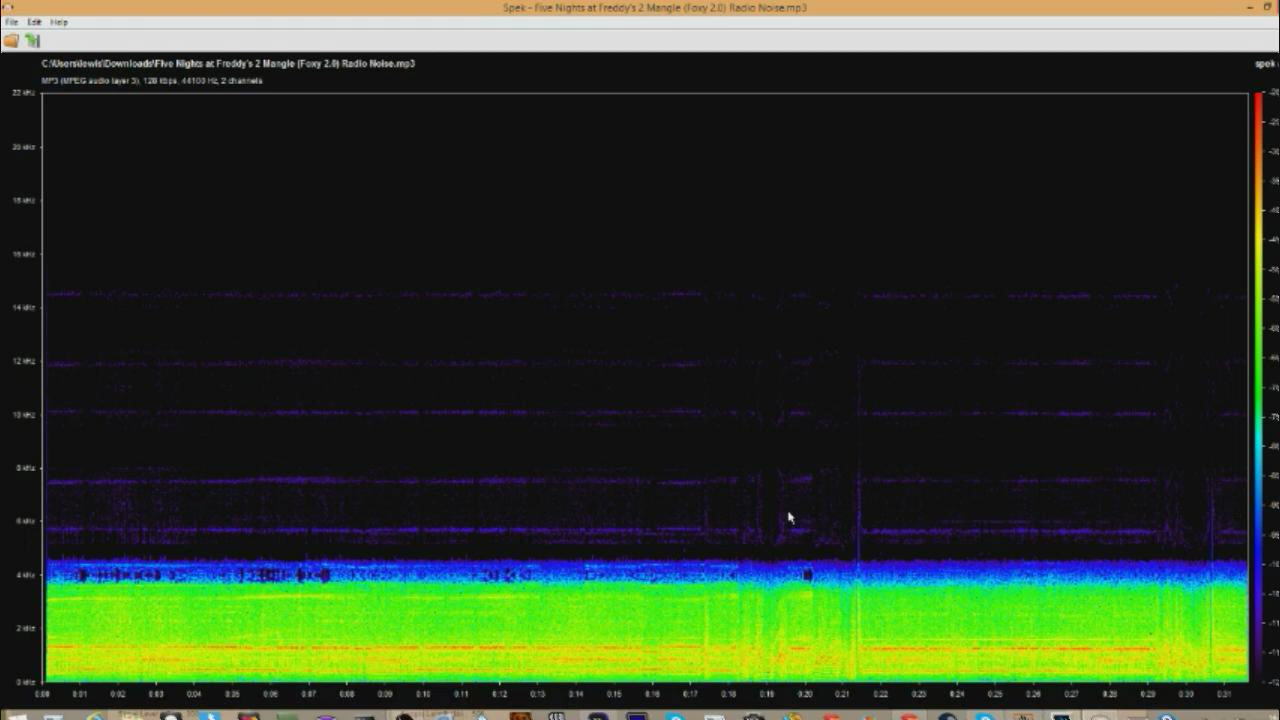 Spek - Five Nights at Freddy's 2 Mangle (Foxy 2.0) Radio Noise.mp3
File Edit Help
C:\Users\lewis\Downloads\Five Nights at Freddy's 2 Mangle (Foxy 2.0) Radio Noise.mp3
spek
MP3 (MPEG audio layer 3), 128 kbps, 44100 Hz, 2 channels
22 kHz
20 kHz
18 kHz
16 kHz
14 kHz
12 kHz
10 kHz
8 kHz
6 kHz
4 kHz
2 kHz
0 kHz
0:00 0:01 0:02 0:03 0:04 0:05 0:06 0:07 0:08 0:09 0:10 0:11 0:12 0:13 0:14 0:15 0:16 0:17 0:18 0:19 0:20 0:21 0:22 0:23 0:24 0:25 0:26 0:27 0:28 0:29 0:30 0:31